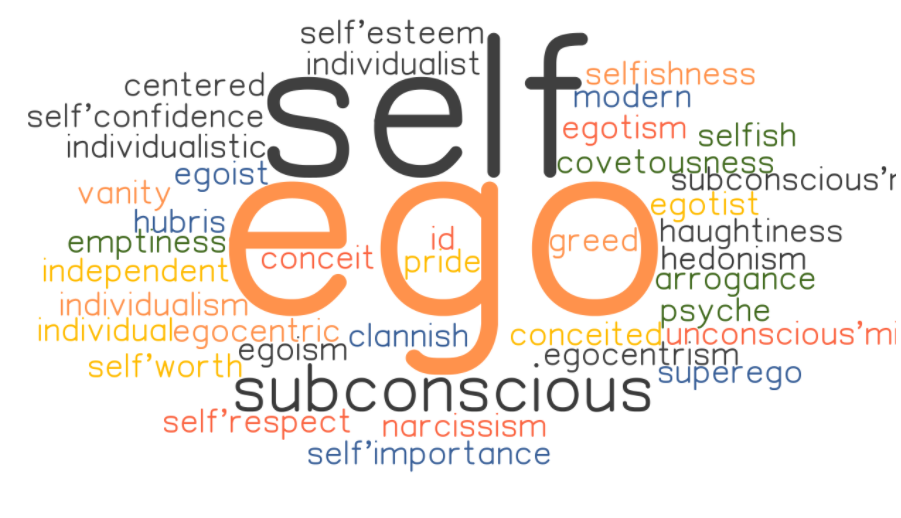 self'esteem
individualist
self
selfishness
centered
modern
self'confidence
egotism
selfish
individualistic
covetousness
egoist
subconscious'r
vanity
ego
egotist
hubris
haughtiness
emptiness
id
greed
conceit
pride
hedonism
independent
arrogance
individualism
psyche
individual
egocentric
clannish
conceited
unconscious'mi
egoism
egocentrism
self'worth
superego
subconscious
self'respect
narcissism
self'importance